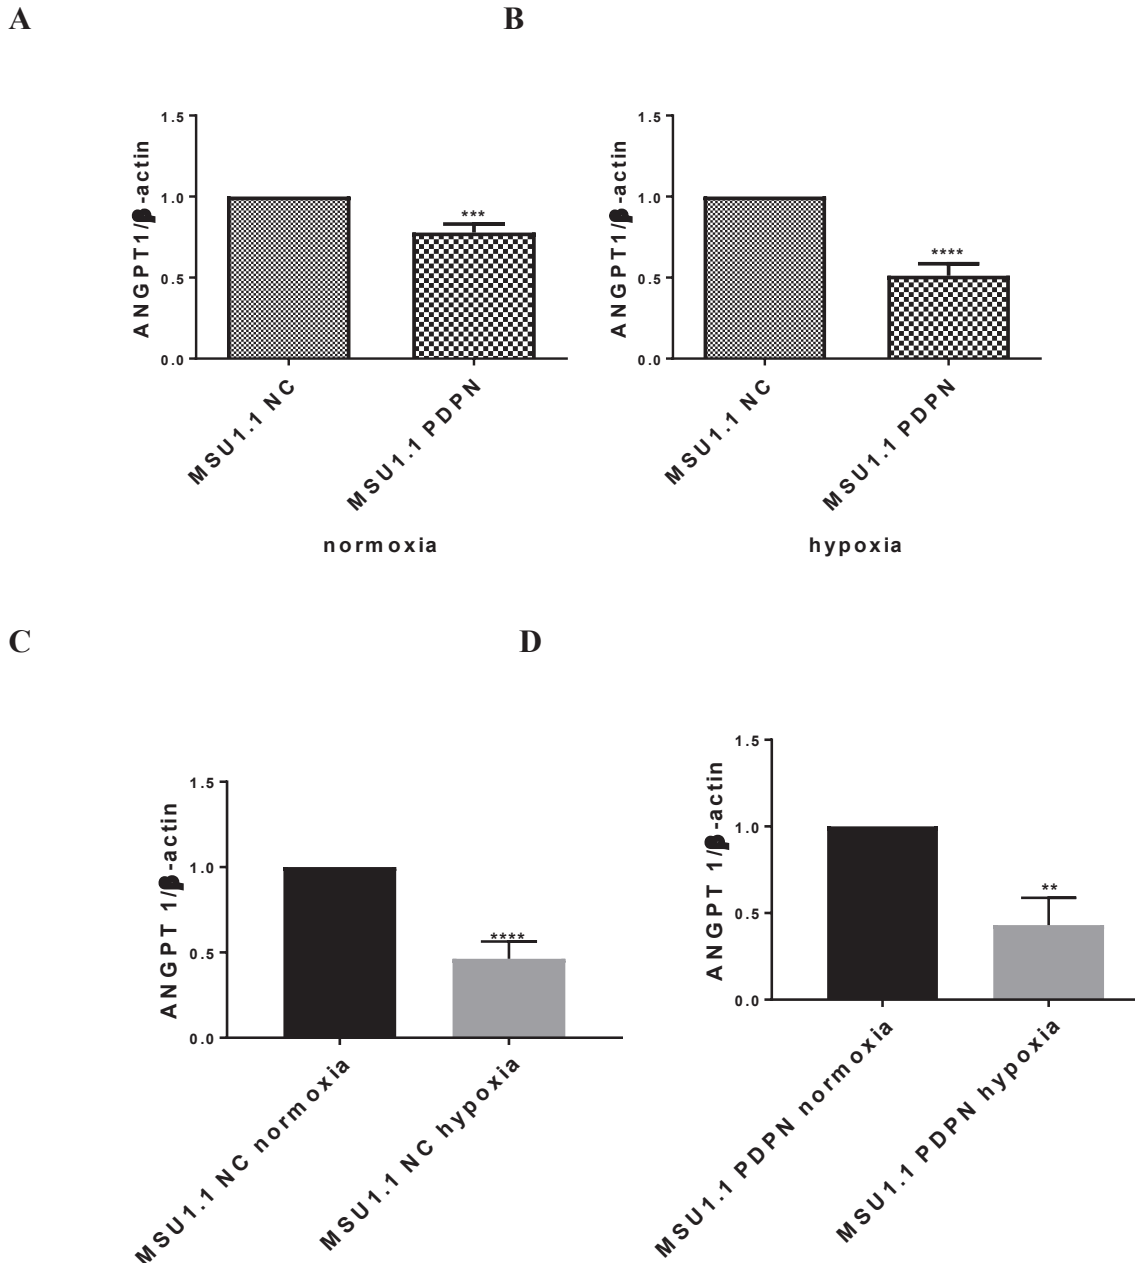 A
B
ANGPT1/β-actin
1.5
1.0
0.5
0.0
***
MSU1.1 NC
MSU1.1 PDPN
normoxia
ANGPT1/β-actin
1.5
1.0
0.5
0.0
****
MSU1.1 NC
MSU1.1 PDPN
hypoxia
C
D
ANGPT 1/β-actin
1.5
1.0
0.5
0.0
****
MSU1.1 NC normoxia
MSU1.1 NC hypoxia
ANGPT 1/β-actin
1.5
1.0
0.5
0.0
**
MSU1.1 PDPN normoxia
MSU1.1 PDPN hypoxia